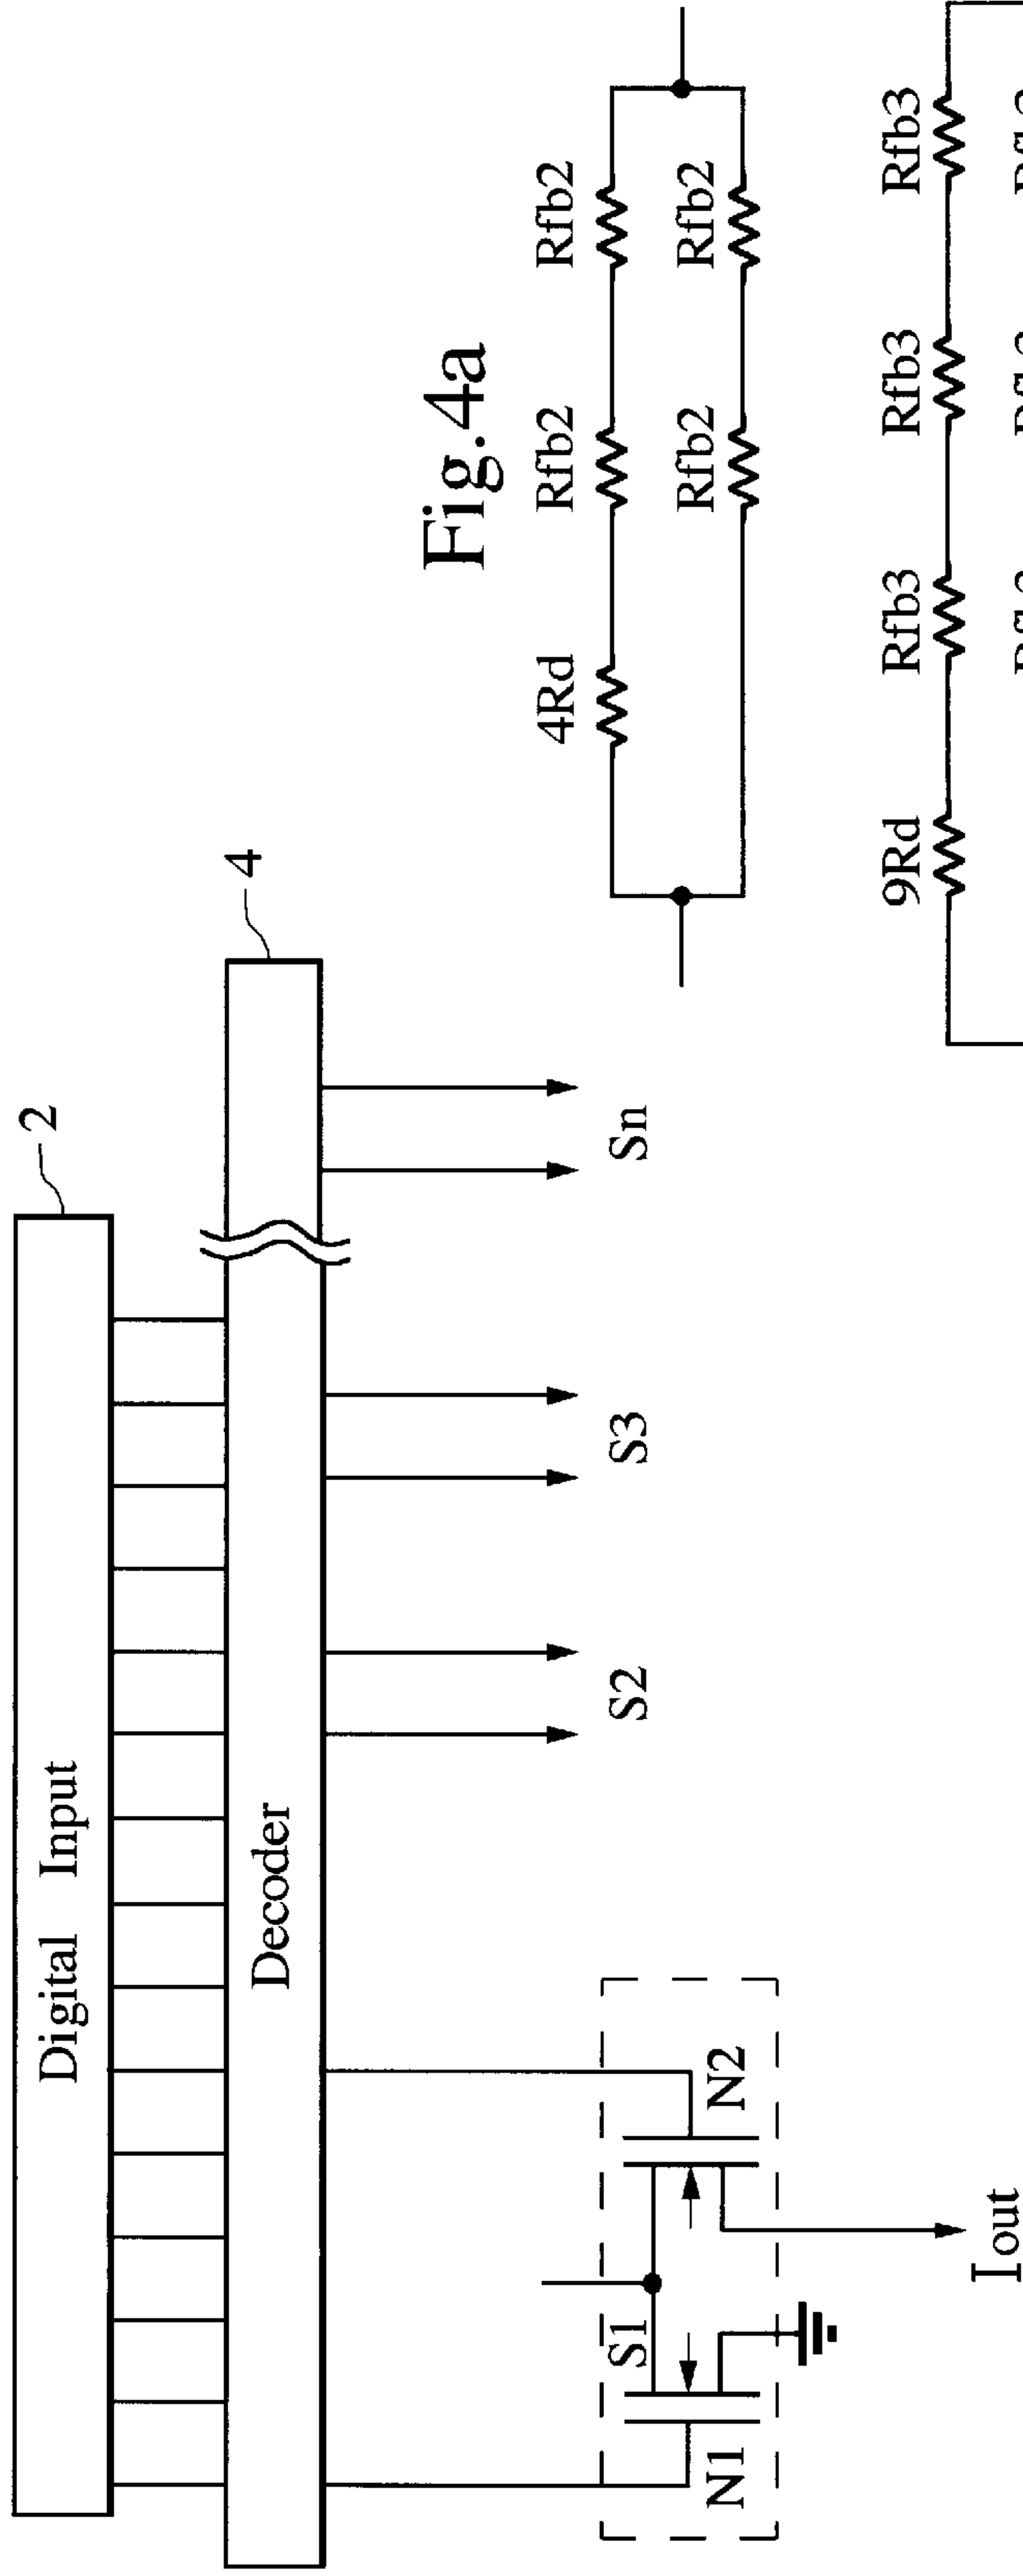 2
Digital Input
4
Decoder
S2
S3
Sn
S1
N1
N2
Iout
Fig.4a
4Rd
Rfb2
Rfb2
Rfb2
Rfb2
9Rd
Rfb3
Rfb3
Rfb3